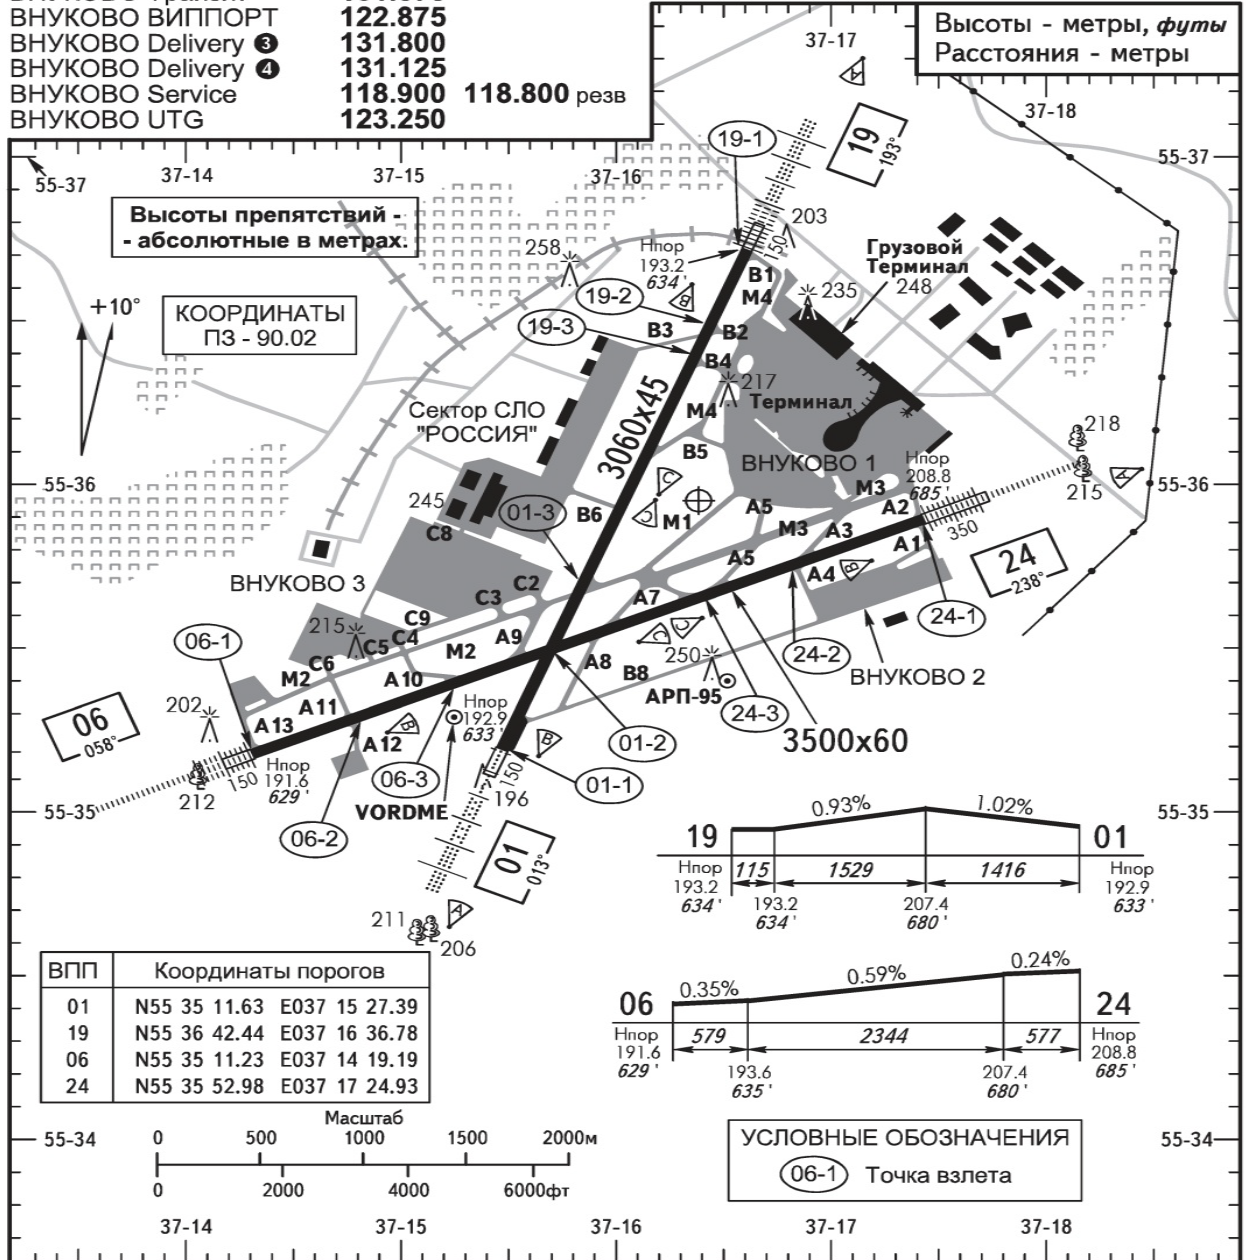 ВНУКОВО ВИППОРТ 122.875
ВНУКОВО Delivery ❸ 131.800
ВНУКОВО Delivery ❹ 131.125
ВНУКОВО Service 118.900 118.800 резв
ВНУКОВО UTG 123.250
Высоты - метры, футы
Расстояния - метры
37-17
37-18
55-37
37-14
37-15
37-16
55-37
19-1
19
193°
Высоты препятствий -
- абсолютные в метрах.
203
150
258
Нпор
193.2
634'
Грузовой
Терминал
248
+10°
КООРДИНАТЫ
ПЗ - 90.02
19-2
19-3
B
B1
M4
235
B3
B2
B4
217
Терминал
Сектор СЛО
"РОССИЯ"
3060x45
M4
B5
ВНУКОВО 1
218
215
A
A
55-36
55-36
Нпор
208.8
685'
245
01-3
B6
C
C
M1
A5
M3
M3
A2
A3
A1
350
C8
A5
A4
B
24
238°
ВНУКОВО 3
C2
C3
A7
24-1
06-1
215
C9
C4
C5
C6
A9
M2
M2
C
C
A8
B8
250
24-2
ВНУКОВО 2
АРП-95
24-3
06
058°
202
A13
A11
A10
A12
B
Нпор
192.9
633'
01-2
3500x60
B
150
Нпор
191.6
629'
212
06-3
150
01-1
196
VORDME
06-2
55-35
55-35
01
013°
211
206
A
19
0.93%
1.02%
01
Нпор
193.2
634'
115
1529
1416
193.2
634'
207.4
680'
Нпор
192.9
633'
06
0.35%
0.59%
0.24%
24
Нпор
191.6
629'
579
2344
577
193.6
635'
207.4
680'
Нпор
208.8
685'
ВПП Координаты порогов
01 N55 35 11.63 E037 15 27.39
19 N55 36 42.44 E037 16 36.78
06 N55 35 11.23 E037 14 19.19
24 N55 35 52.98 E037 17 24.93
Масштаб
0 500 1000 1500 2000м
0 2000 4000 6000фт
55-34
55-34
УСЛОВНЫЕ ОБОЗНАЧЕНИЯ
06-1 Точка взлета
37-14
37-15
37-16
37-17
37-18